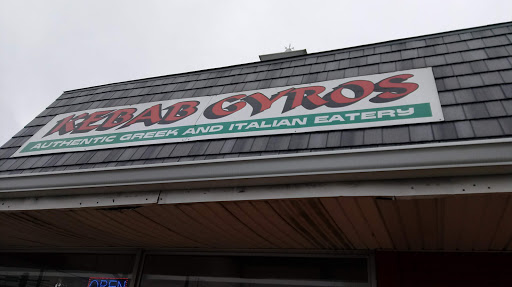 KEBAB GYROS
AUTHENTIC GREEK AND ITALIAN EATERY
OPEN